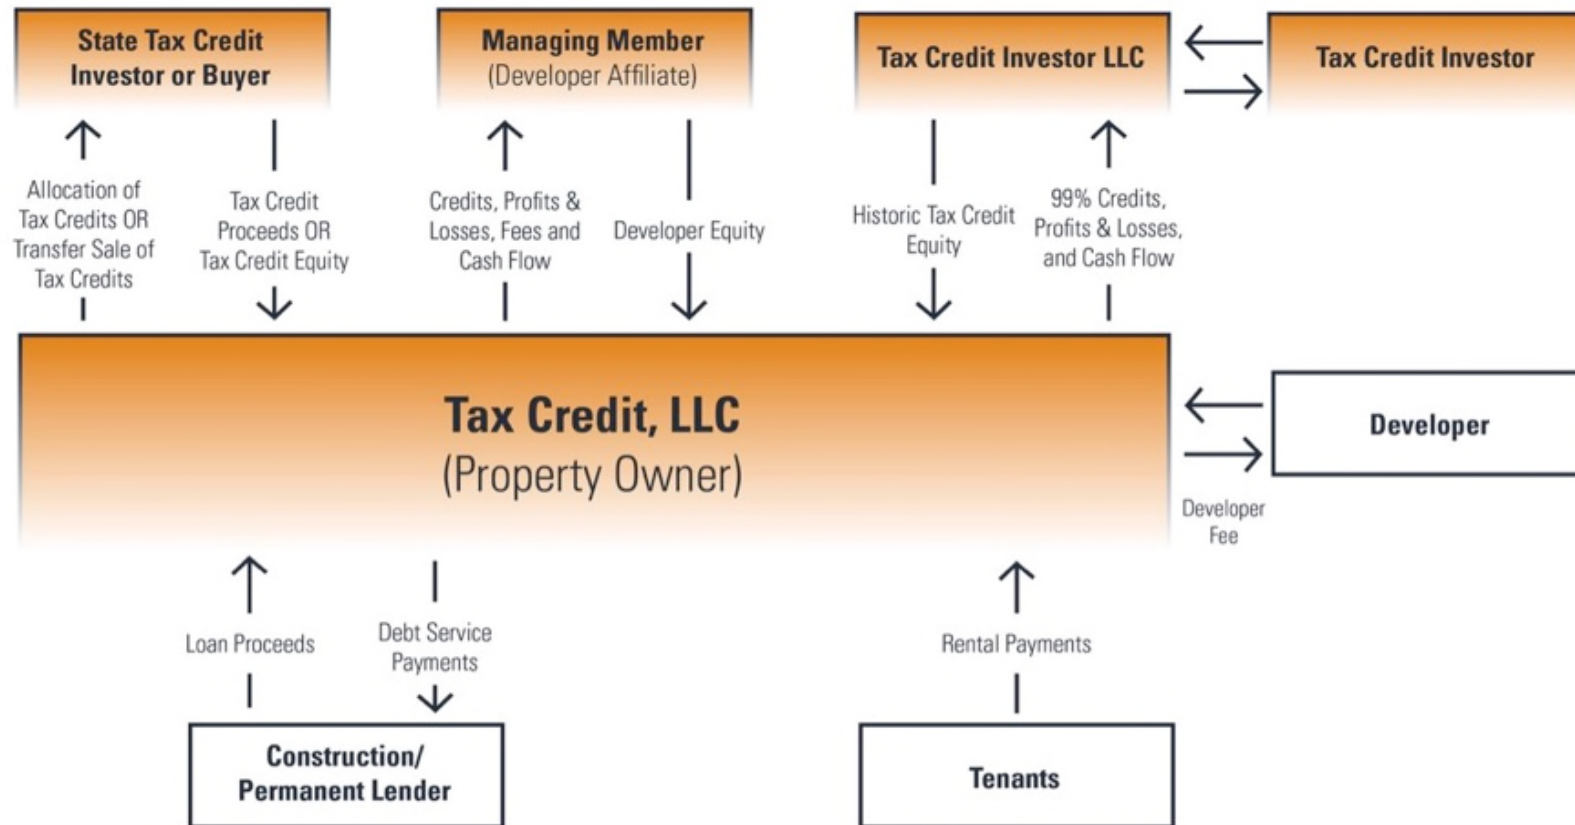 State Tax Credit
Investor or Buyer
Managing Member
(Developer Affiliate)
Tax Credit Investor LLC
Tax Credit Investor
Allocation of
Tax Credits OR
Transfer Sale of
Tax Credits
Tax Credit
Proceeds OR
Tax Credit Equity
Credits, Profits &
Losses, Fees and
Cash Flow
Developer Equity
Historic Tax Credit
Equity
99% Credits,
Profits & Losses,
and Cash Flow
Tax Credit, LLC
(Property Owner)
Developer
Developer
Fee
Loan Proceeds
Debt Service
Payments
Rental Payments
Construction/
Permanent Lender
Tenants